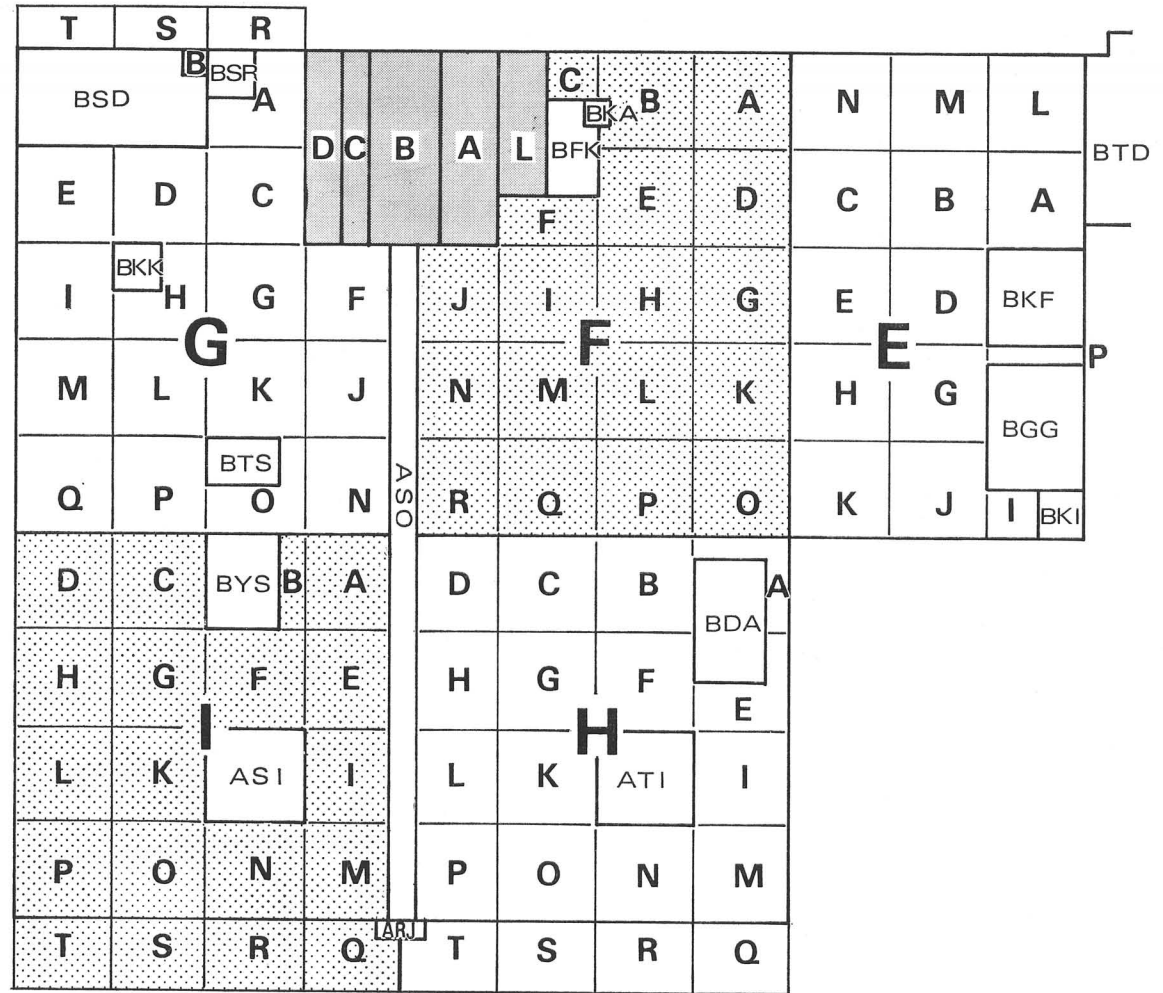 T S R
B BSR
BSD A
C B A N M L
BKA
D C B A L BFK
BTD
E D C E D C B A
F
BKK
I H G F J I H G E D BKF
G F E P
M L K J N M L K H G
BGG
BTS
Q P O N ASO R Q P O K J I BKI
D C BYS B A D C B BDA A
H G F E H G F E
I H
L K ASI I L K ATI I
P O N M P O N M
ARJ
T S R Q T S R Q